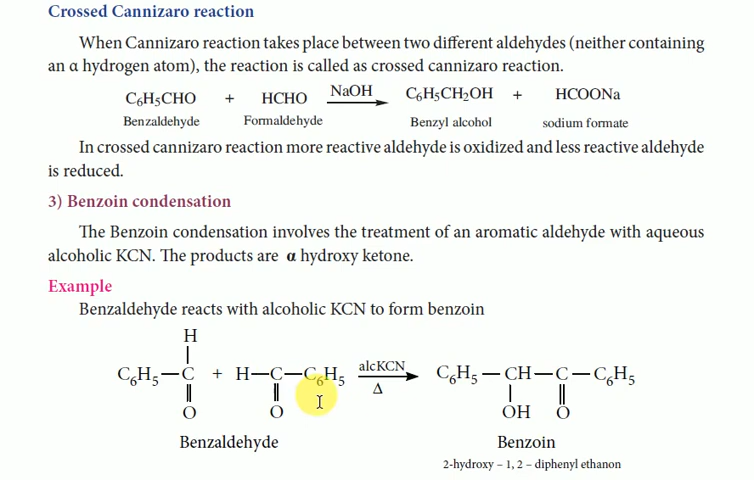 Crossed Cannizaro reaction
When Cannizaro reaction takes place between two different aldehydes (neither containing
an α hydrogen atom), the reaction is called as crossed cannizaro reaction.
C₆H₅CHO + HCHO NaOH C₆H₅CH₂OH + HCOONa
Benzaldehyde Formaldehyde Benzyl alcohol sodium formate
In crossed cannizaro reaction more reactive aldehyde is oxidized and less reactive aldehyde
is reduced.
3) Benzoin condensation
The Benzoin condensation involves the treatment of an aromatic aldehyde with aqueous
alcoholic KCN. The products are α hydroxy ketone.
Example
Benzaldehyde reacts with alcoholic KCN to form benzoin
H
C₆H₅—C + H—C—C₆H₅ alcKCN C₆H₅—CH—C—C₆H₅
Δ
O O OH O
Benzaldehyde Benzoin
2-hydroxy – 1, 2 – diphenyl ethanon